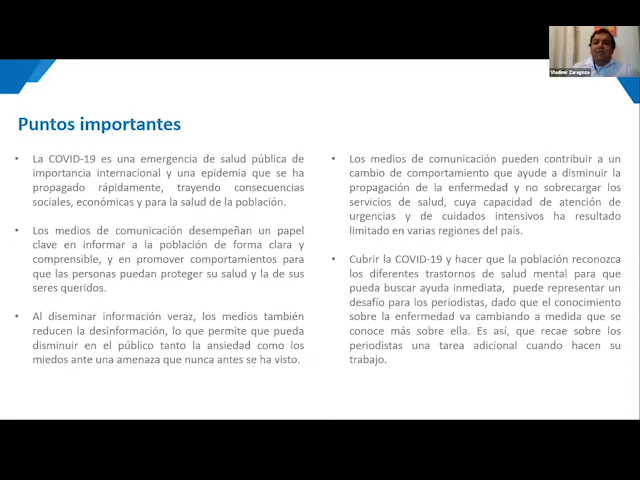 Vladimir Zaragoza
Puntos importantes
• La COVID-19 es una emergencia de salud pública de
importancia internacional y una epidemia que se ha
propagado rápidamente, trayendo consecuencias
sociales, económicas y para la salud de la población.
• Los medios de comunicación desempeñan un papel
clave en informar a la población de forma clara y
comprensible, y en promover comportamientos para
que las personas puedan proteger su salud y la de sus
seres queridos.
• Al diseminar información veraz, los medios también
reducen la desinformación, lo que permite que pueda
disminuir en el público tanto la ansiedad como los
miedos ante una amenaza que nunca antes se ha visto.
• Los medios de comunicación pueden contribuir a un
cambio de comportamiento que ayude a disminuir la
propagación de la enfermedad y no sobrecargar los
servicios de salud, cuya capacidad de atención de
urgencias y de cuidados intensivos ha resultado
limitado en varias regiones del país.
• Cubrir la COVID-19 y hacer que la población reconozca
los diferentes trastornos de salud mental para que
pueda buscar ayuda inmediata, puede representar un
desafío para los periodistas, dado que el conocimiento
sobre la enfermedad va cambiando a medida que se
conoce más sobre ella. Es así, que recae sobre los
periodistas una tarea adicional cuando hacen su
trabajo.